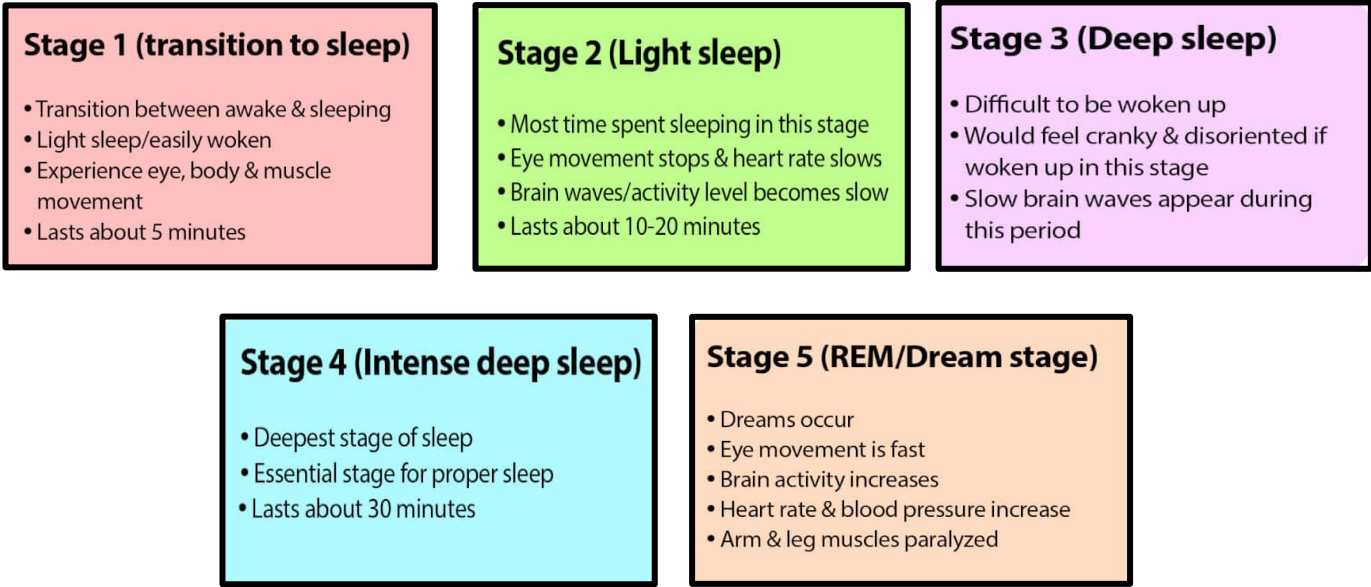 Stage 1 (transition to sleep)
• Transition between awake & sleeping
• Light sleep/easily woken
• Experience eye, body & muscle
movement
• Lasts about 5 minutes
Stage 2 (Light sleep)
• Most time spent sleeping in this stage
• Eye movement stops & heart rate slows
• Brain waves/activity level becomes slow
• Lasts about 10-20 minutes
Stage 3 (Deep sleep)
• Difficult to be woken up
• Would feel cranky & disoriented if
woken up in this stage
• Slow brain waves appear during
this period
Stage 4 (Intense deep sleep)
• Deepest stage of sleep
• Essential stage for proper sleep
• Lasts about 30 minutes
Stage 5 (REM/Dream stage)
• Dreams occur
• Eye movement is fast
• Brain activity increases
• Heart rate & blood pressure increase
• Arm & leg muscles paralyzed